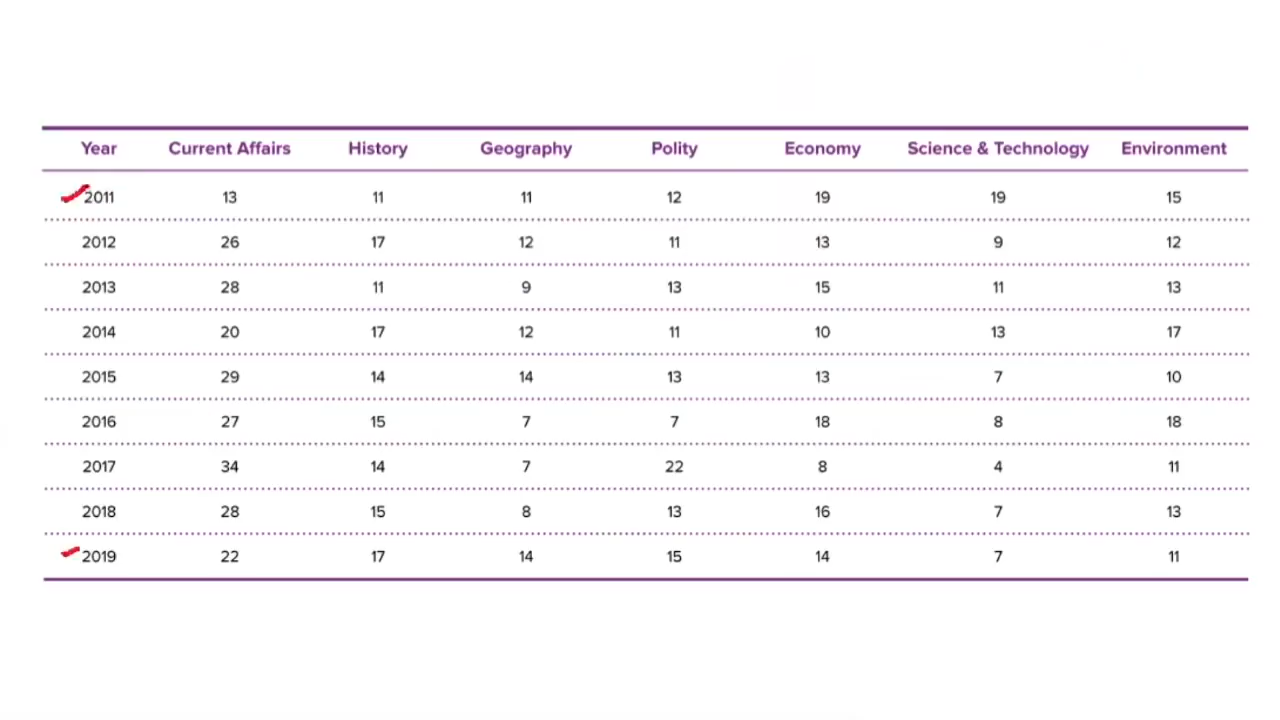 Year Current Affairs History Geography Polity Economy Science & Technology Environment
2011 13 11 11 12 19 19 15
2012 26 17 12 11 13 9 12
2013 28 11 9 13 15 11 13
2014 20 17 12 11 10 13 17
2015 29 14 14 13 13 7 10
2016 27 15 7 7 18 8 18
2017 34 14 7 22 8 4 11
2018 28 15 8 13 16 7 13
2019 22 17 14 15 14 7 11